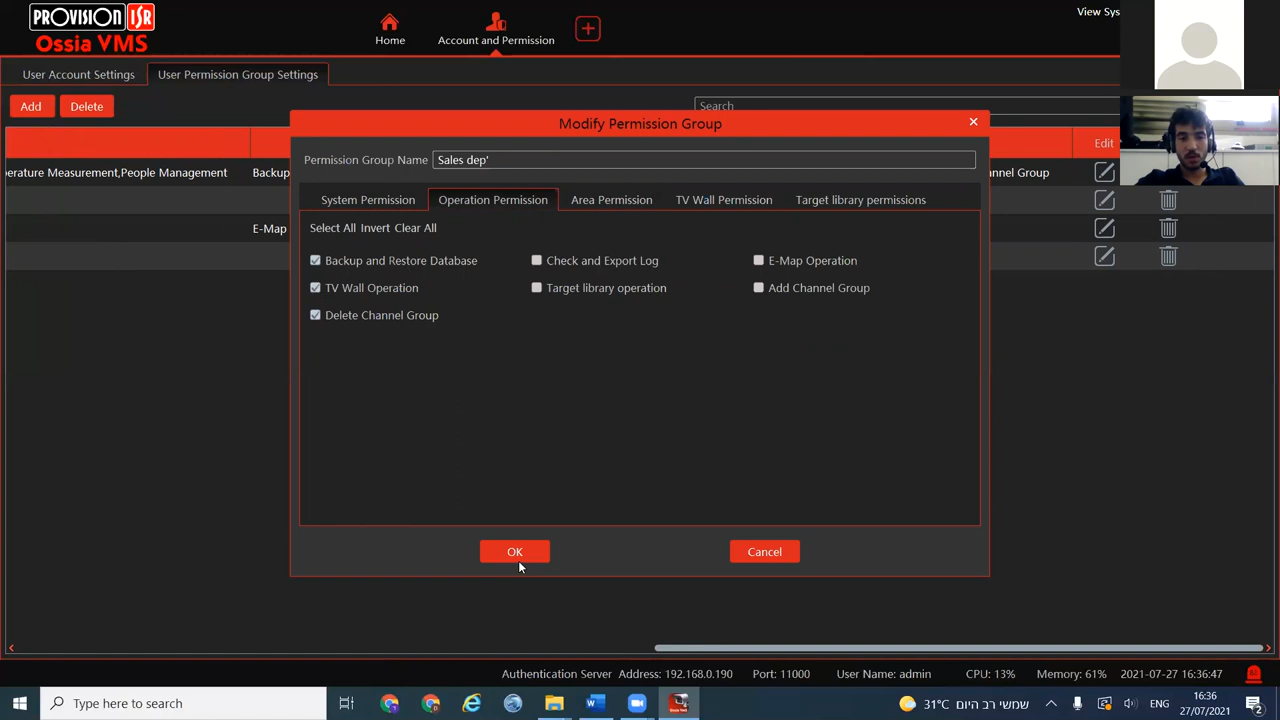 PROVISION ISR
Ossia VMS
Home
Account and Permission
View Sys
User Account Settings
User Permission Group Settings
Add
Delete
Search
Modify Permission Group
Edit
Permission Group Name
Sales dep'
erature Measurement,People Management
Backup
nnel Group
E-Map
System Permission
Operation Permission
Area Permission
TV Wall Permission
Target library permissions
Select All Invert Clear All
Backup and Restore Database
Check and Export Log
E-Map Operation
TV Wall Operation
Target library operation
Add Channel Group
Delete Channel Group
OK
Cancel
Authentication Server Address: 192.168.0.190 Port: 11000 User Name: admin CPU: 13% Memory: 61% 2021-07-27 16:36:47
Type here to search
31°C שמשי רב היום
ENG
16:36
27/07/2021
2